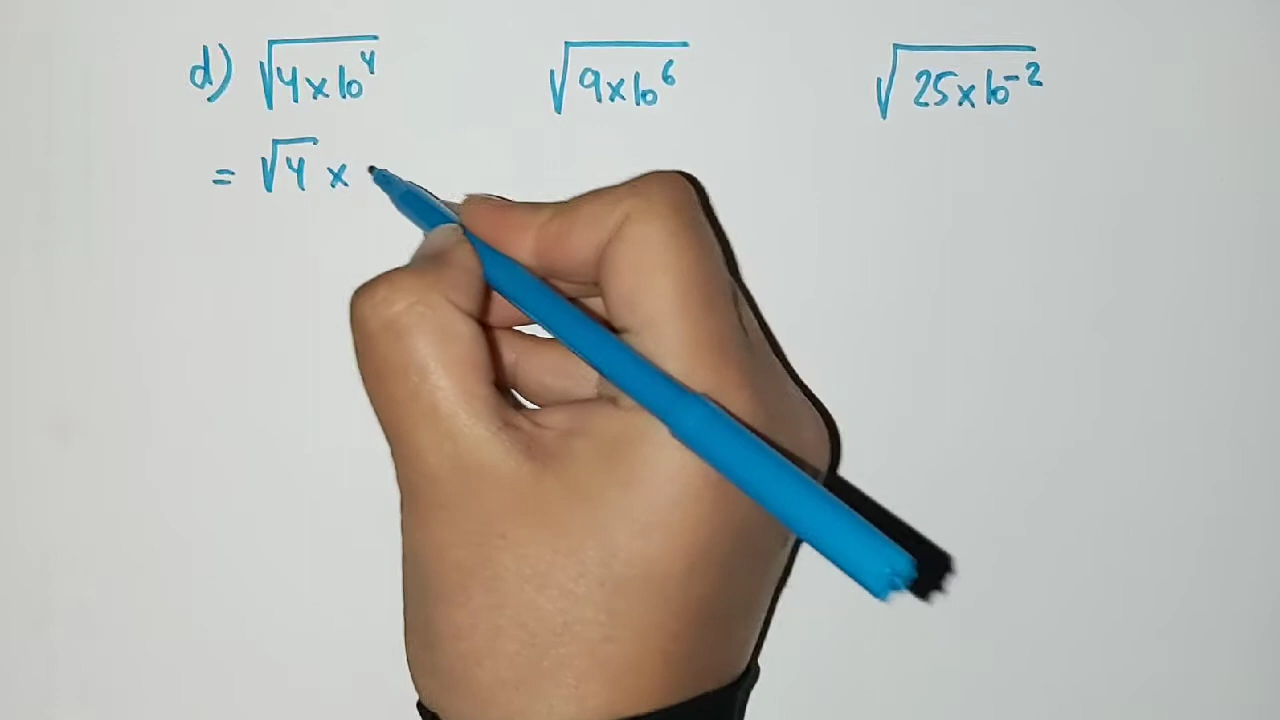 d) √4×10⁴ √9×10⁶ √25×10⁻²
= √4 ×